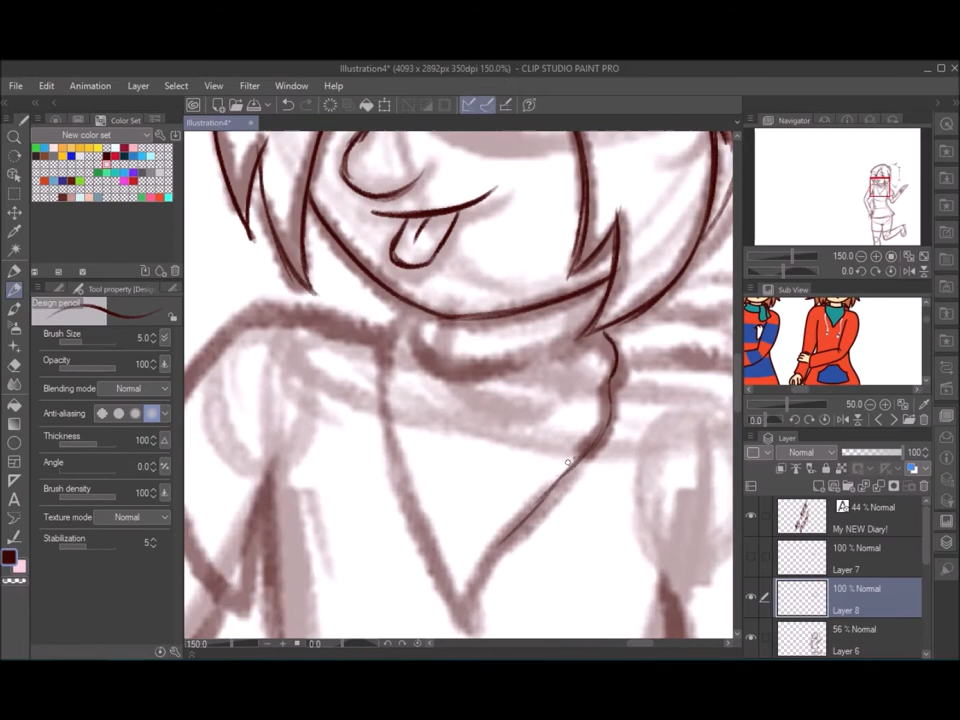 Illustration4* (4093 x 2892px 350dpi 150.0%) - CLIP STUDIO PAINT PRO
File Edit Animation Layer Select View Filter Window Help
Color Set
Illustration4*
Navigator
New color set
150.0
0.0
Tool property [Desig
Sub View
Design pencil
Brush Size 5.0
Opacity 100
Blending mode Normal
Anti-aliasing
50.0
0.0
Thickness 100
Layer
Normal 100
Angle 0.0
Brush density 100
44 % Normal
My NEW Diary!
Texture mode Normal
Stabilization 5
100 % Normal
Layer 7
100 % Normal
Layer 8
56 % Normal
Layer 6
150.0 0.0